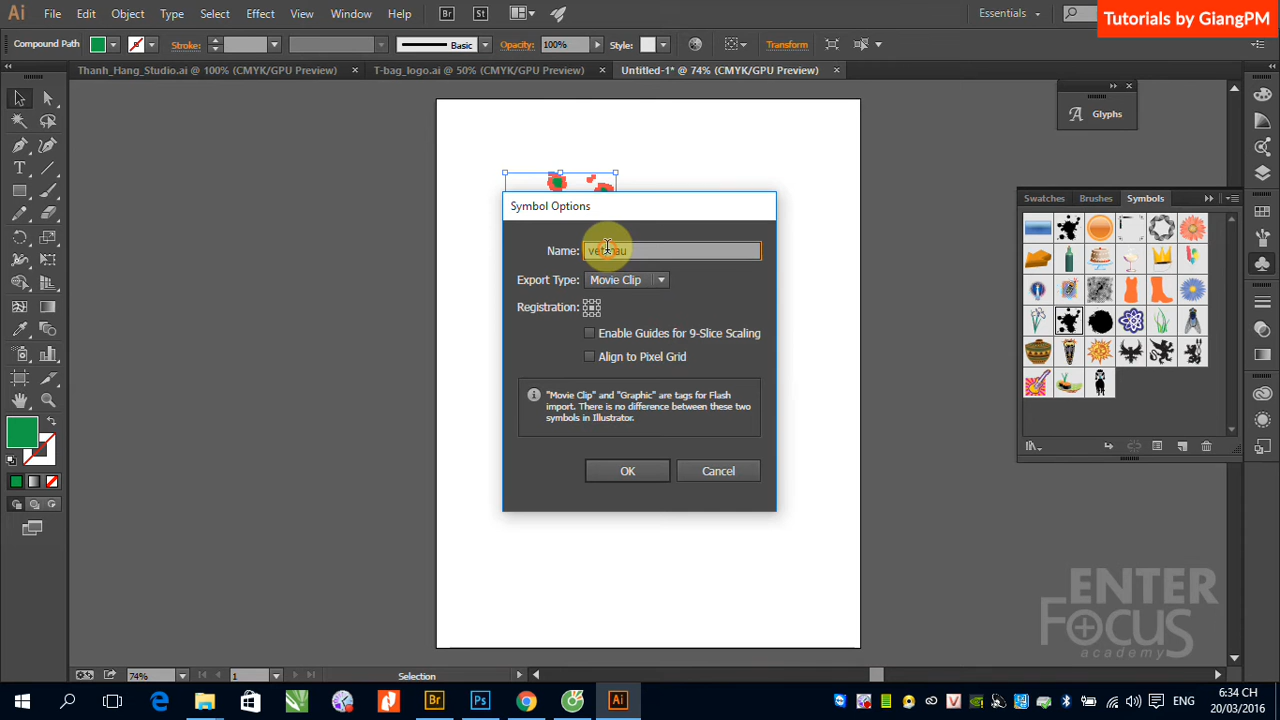 Ai File Edit Object Type Select Effect View Window Help Br St Essentials
Tutorials by GiangPM
Compound Path Stroke: Basic Opacity: 100% Style: Transform
Thanh_Hang_Studio.ai @ 100% (CMYK/GPU Preview) × T-bag_logo.ai @ 50% (CMYK/GPU Preview) × Untitled-1* @ 74% (CMYK/GPU Preview) ×
Glyphs
Swatches Brushes Symbols
Symbol Options
Name:
Export Type: Movie Clip
Registration:
Enable Guides for 9-Slice Scaling
Align to Pixel Grid
"Movie Clip" and "Graphic" are tags for Flash
import. There is no difference between these two
symbols in Illustrator.
OK Cancel
ENTER
FOCUS
academy
74% 1 Selection
Br Ps Ai ENG
6:34 CH
20/03/2016